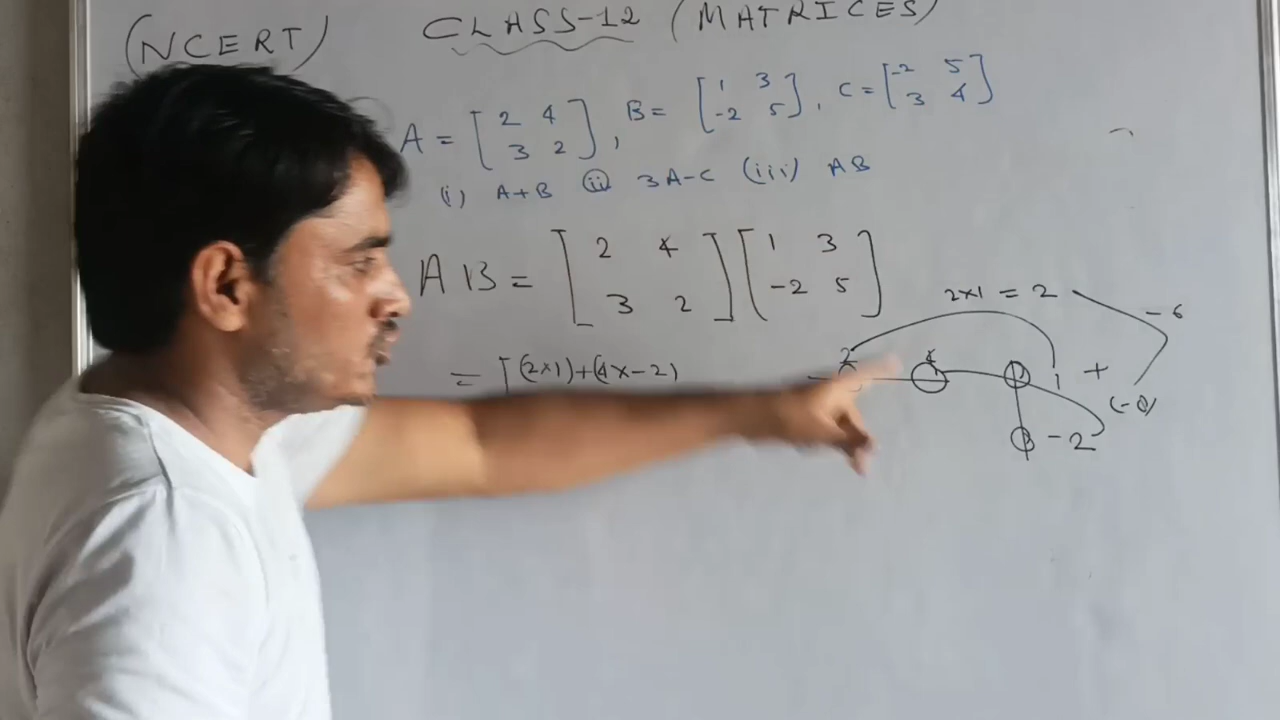 (NCERT) CLASS-12 (MATRICES)
A = [2 4 3 2], B = [1 3 -2 5], C = [-2 5 3 4]
(i) A+B (ii) 3A-C (iii) AB
AB = [2 4 3 2] [1 3 -2 5]
= [(2×1)+(4×-2)
2×1 = 2
-6
2 4 1 +
(-8)
-2